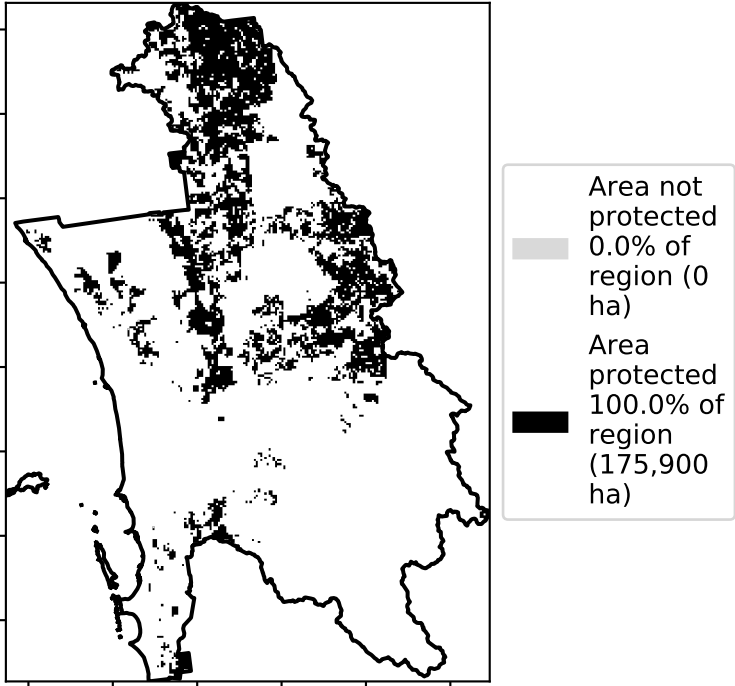 Area not
protected
0.0% of
region (0
ha)
Area
protected
100.0% of
region
(175,900
ha)